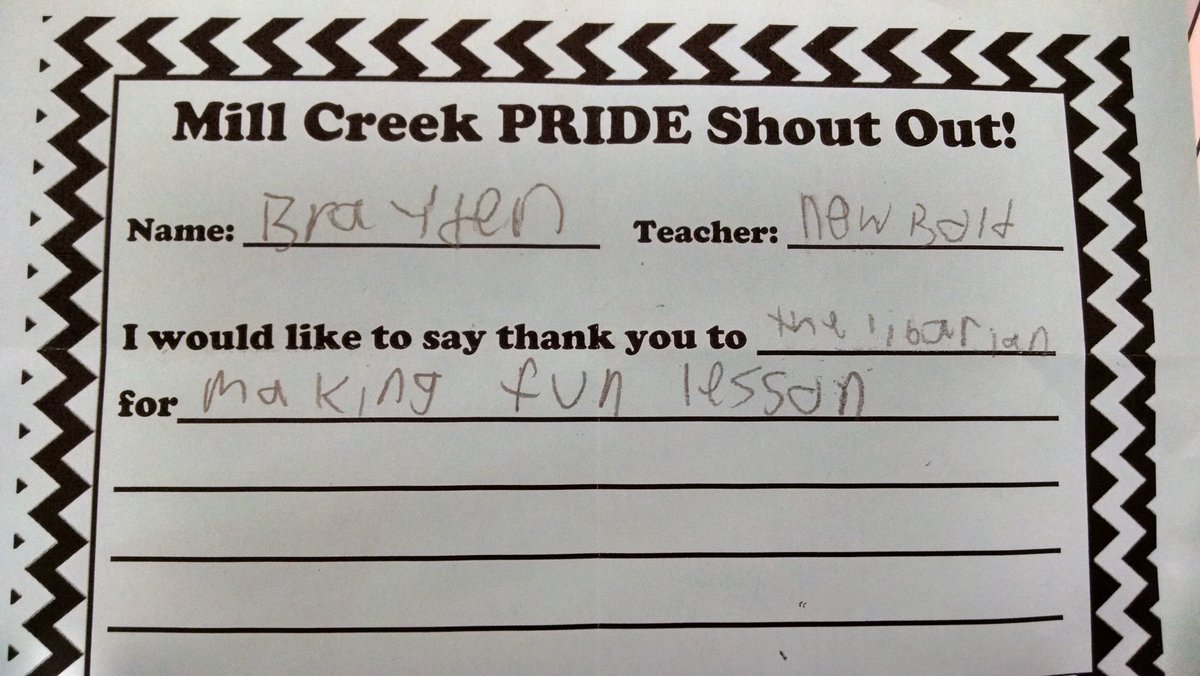 Mill Creek PRIDE Shout Out!
Name: Brayden Teacher: newBold
I would like to say thank you to the libarian
for making fun lesson